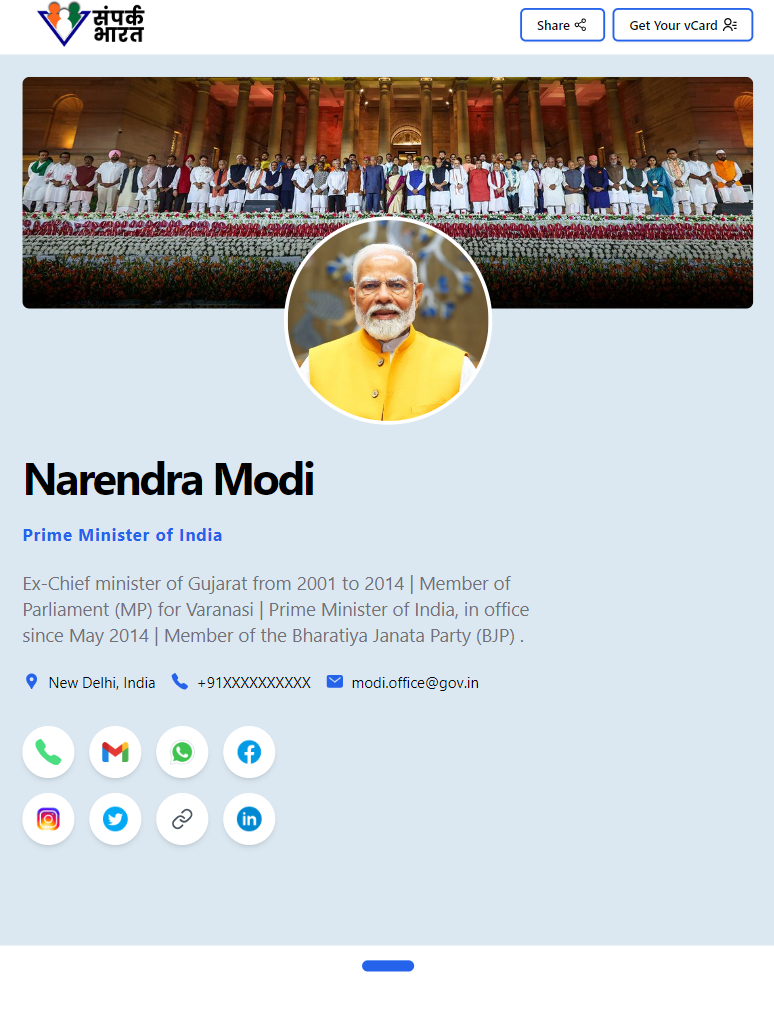 संपर्क
भारत
Share
Get Your vCard
Narendra Modi
Prime Minister of India
Ex-Chief minister of Gujarat from 2001 to 2014 | Member of
Parliament (MP) for Varanasi | Prime Minister of India, in office
since May 2014 | Member of the Bharatiya Janata Party (BJP) .
New Delhi, India +91XXXXXXXXXX modi.office@gov.in
in